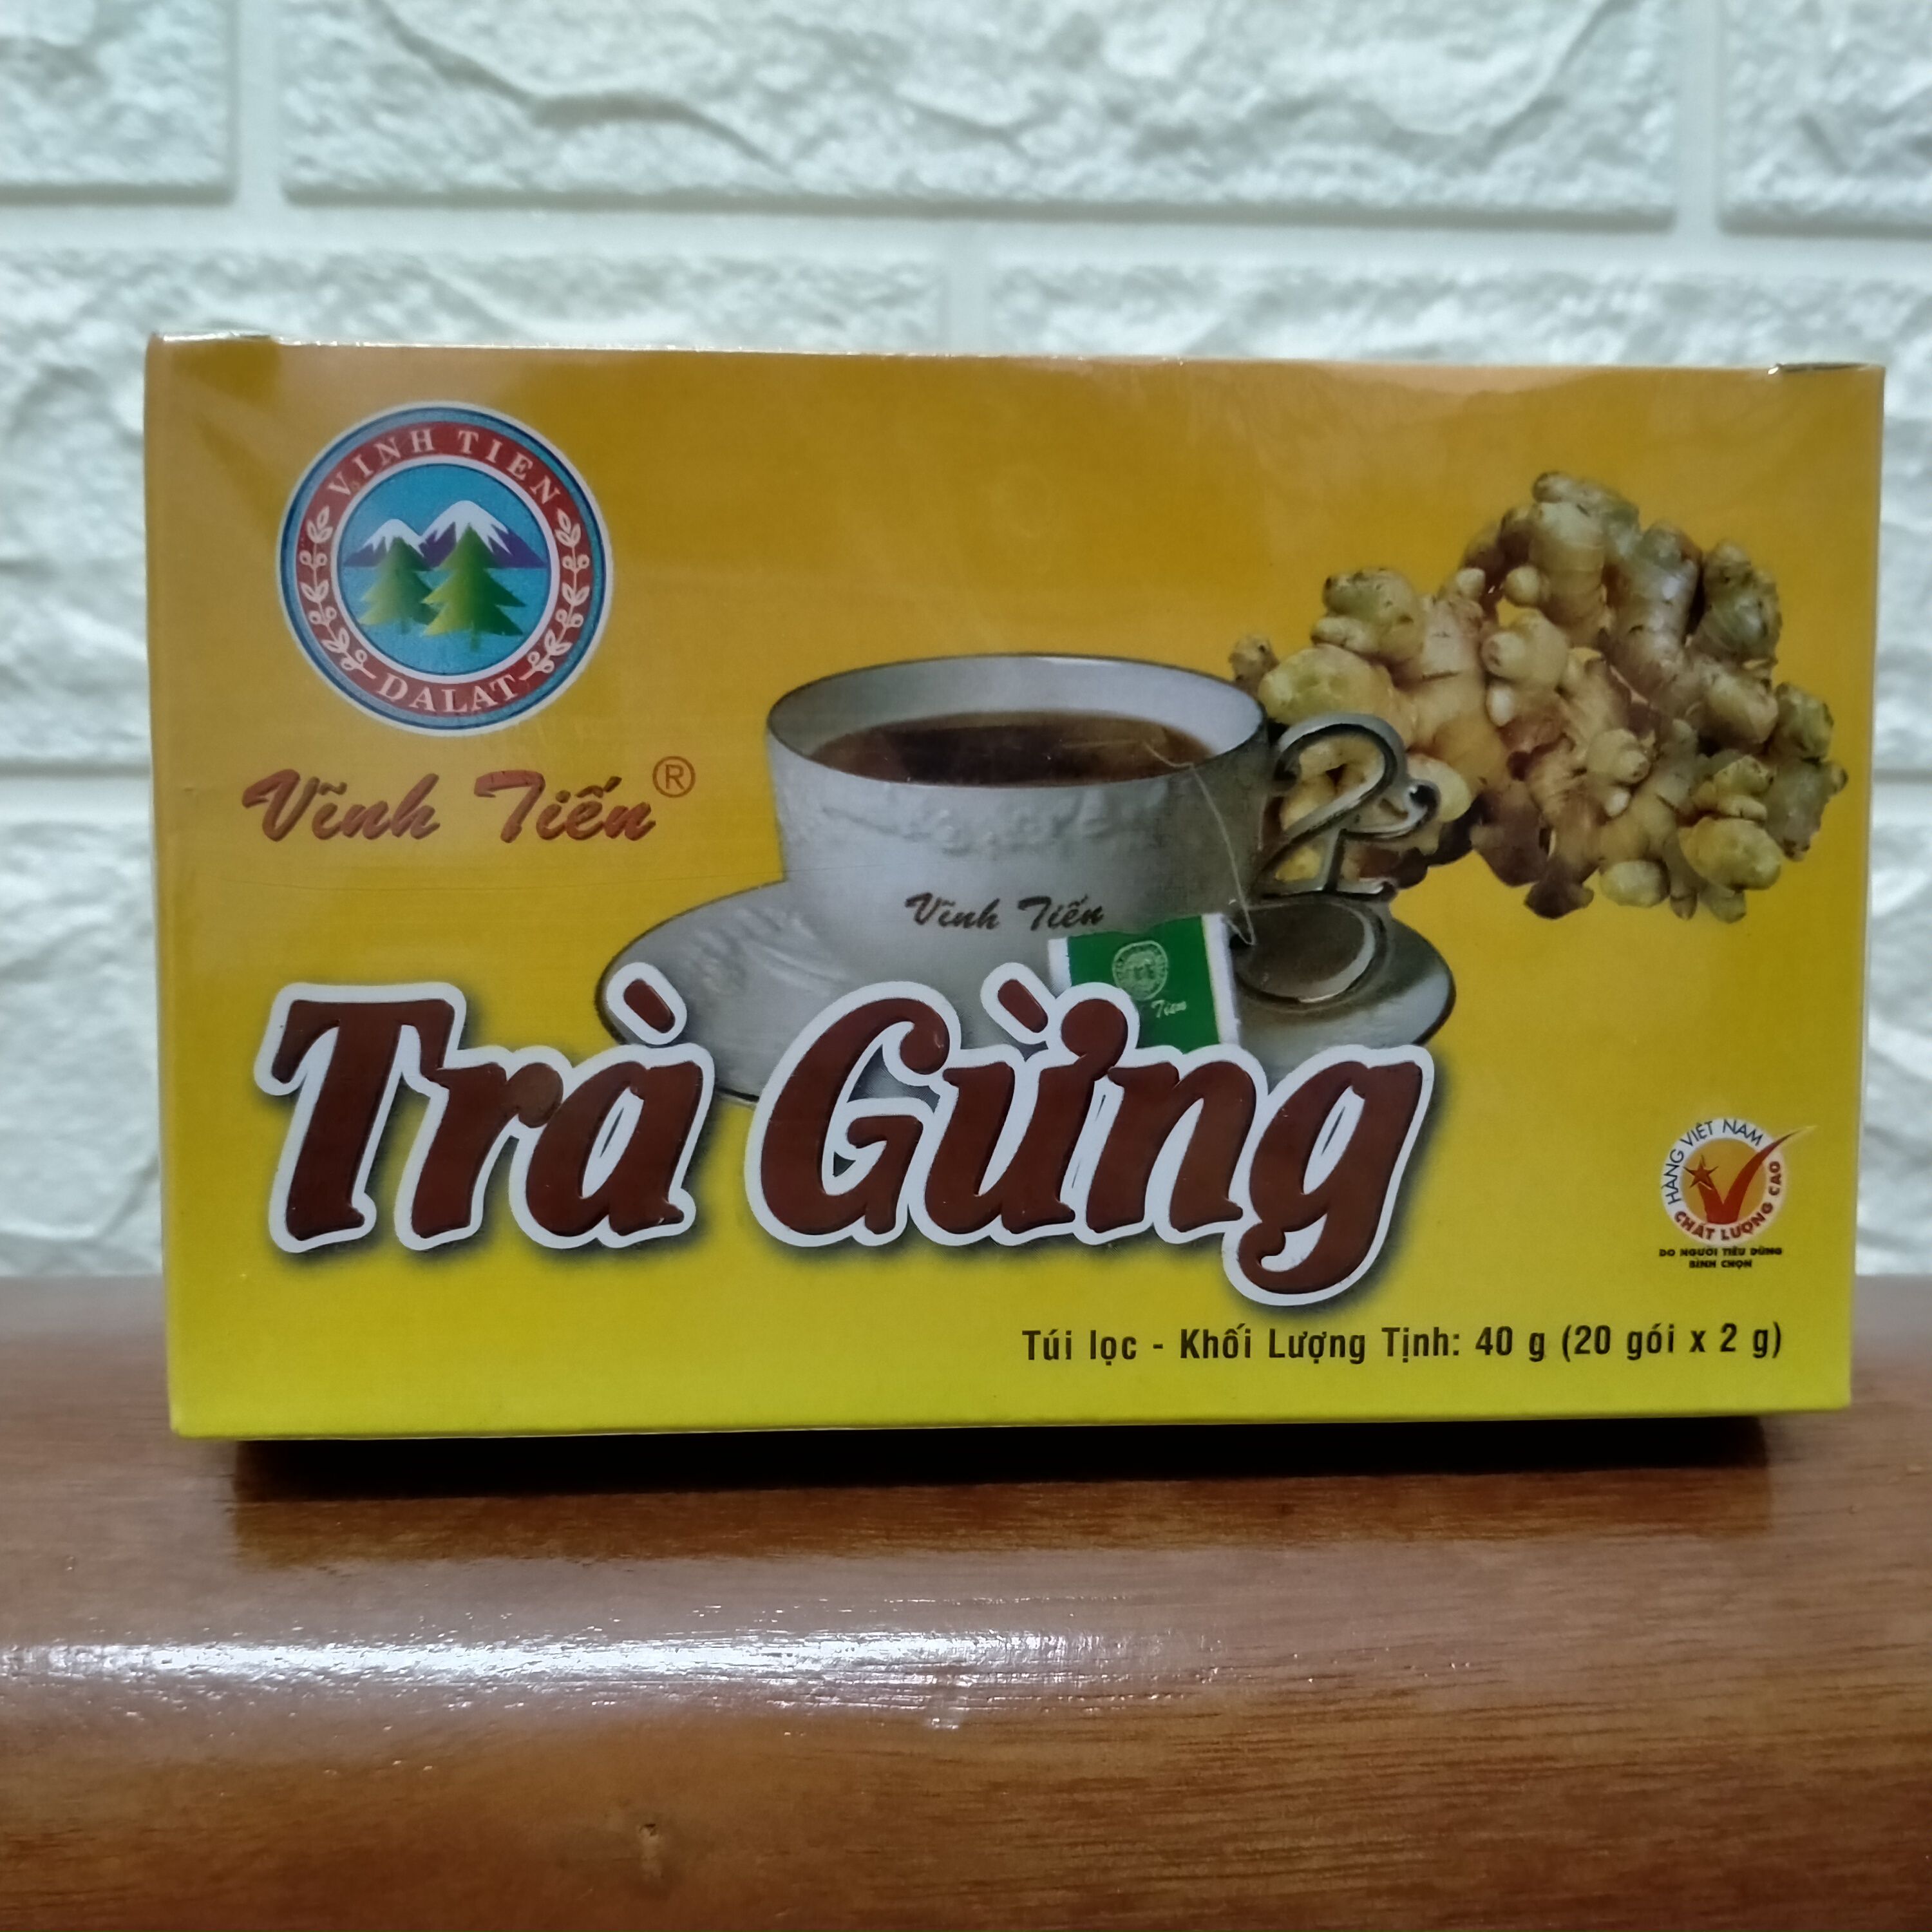 VINH TIEN
DALAT
Vĩnh Tiến®
Vĩnh Tiến
Tien
Trà Gừng
HÀNG VIỆT NAM
CHẤT LƯỢNG CAO
DO NGƯỜI TIÊU DÙNG
BÌNH CHỌN
Túi lọc - Khối Lượng Tịnh: 40 g (20 gói x 2 g)